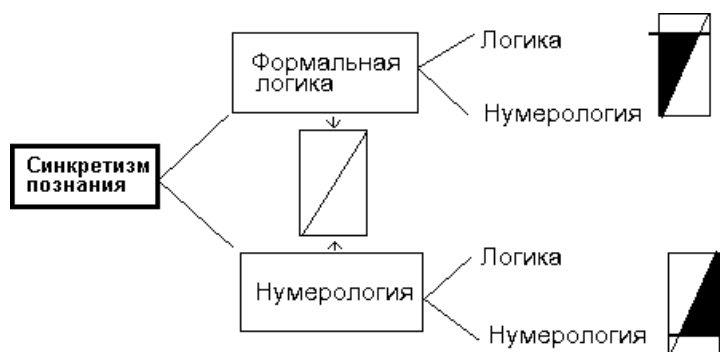 Логика
Формальная
логика
Нумерология
Синкретизм
познания
Логика
Нумерология
Нумерология